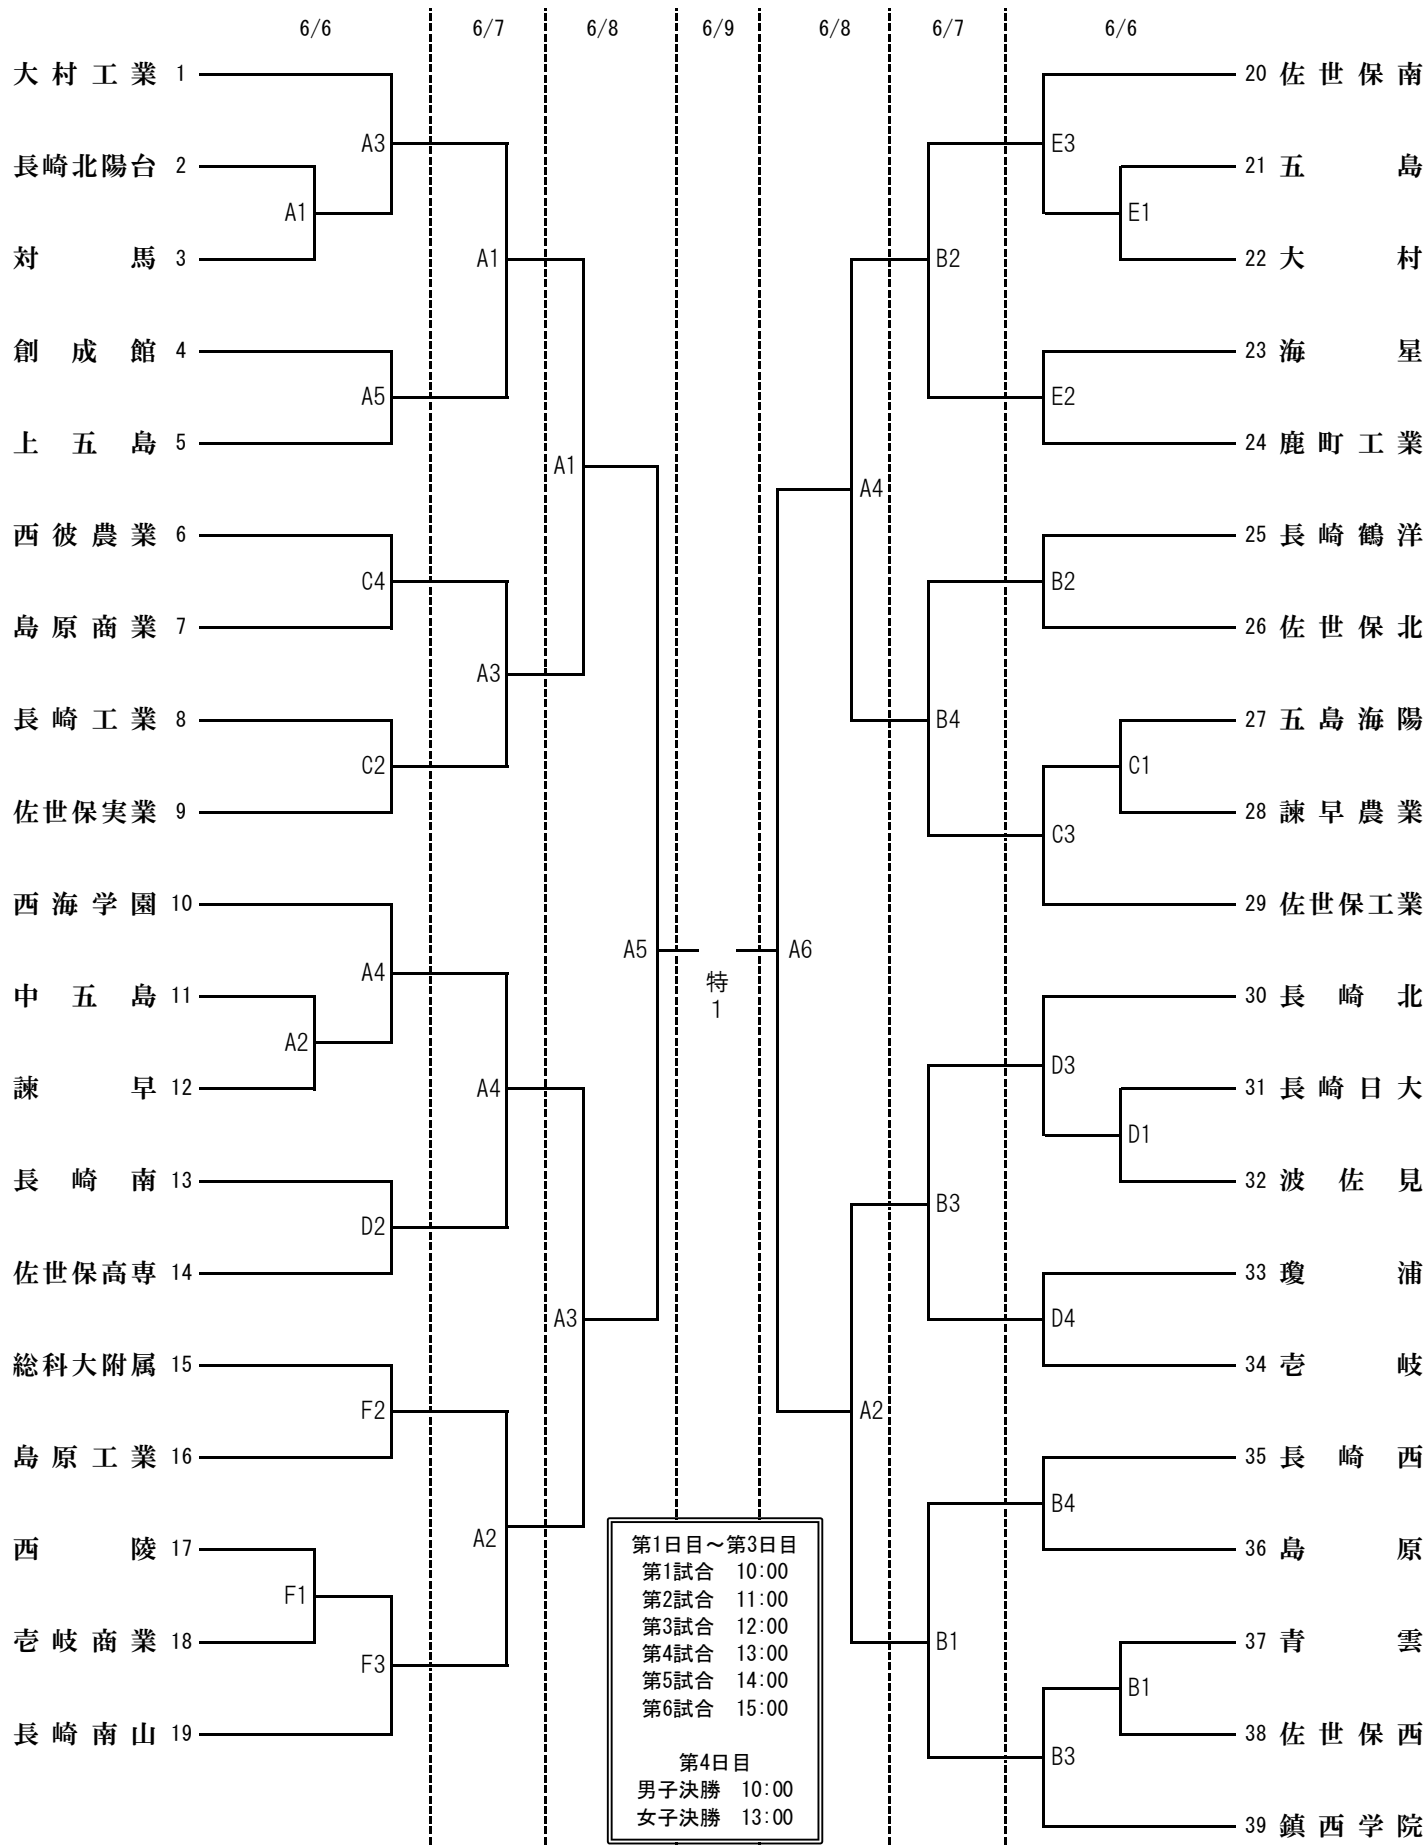 6/6 6/7 6/8 6/9 6/8 6/7 6/6
大村工業 1
A3
長崎北陽台 2
A1
対馬 3
A1
創成館 4
A5
上五島 5
A1
西彼農業 6
C4
島原商業 7
A3
長崎工業 8
C2
佐世保実業 9
西海学園 10
A5
A4
中五島 11
A2
諫早 12
A4
長崎南 13
D2
佐世保高専 14
A3
総科大附属 15
F2
島原工業 16
A2
西陵 17
F1
壱岐商業 18
F3
長崎南山 19
特
1
20 佐世保南
E3
21 五島
E1
22 大村
B2
23 海星
E2
24 鹿町工業
A4
25 長崎鶴洋
B2
26 佐世保北
27 五島海陽
B4
C1
28 諫早農業
C3
29 佐世保工業
A6
30 長崎北
D3
31 長崎日大
D1
32 波佐見
B3
33 瓊浦
D4
34 壱岐
A2
35 長崎西
B4
36 島原
37 青雲
B1
B1
38 佐世保西
B3
39 鎮西学院
第1日目～第3日目
第1試合 10:00
第2試合 11:00
第3試合 12:00
第4試合 13:00
第5試合 14:00
第6試合 15:00
第4日目
男子決勝 10:00
女子決勝 13:00